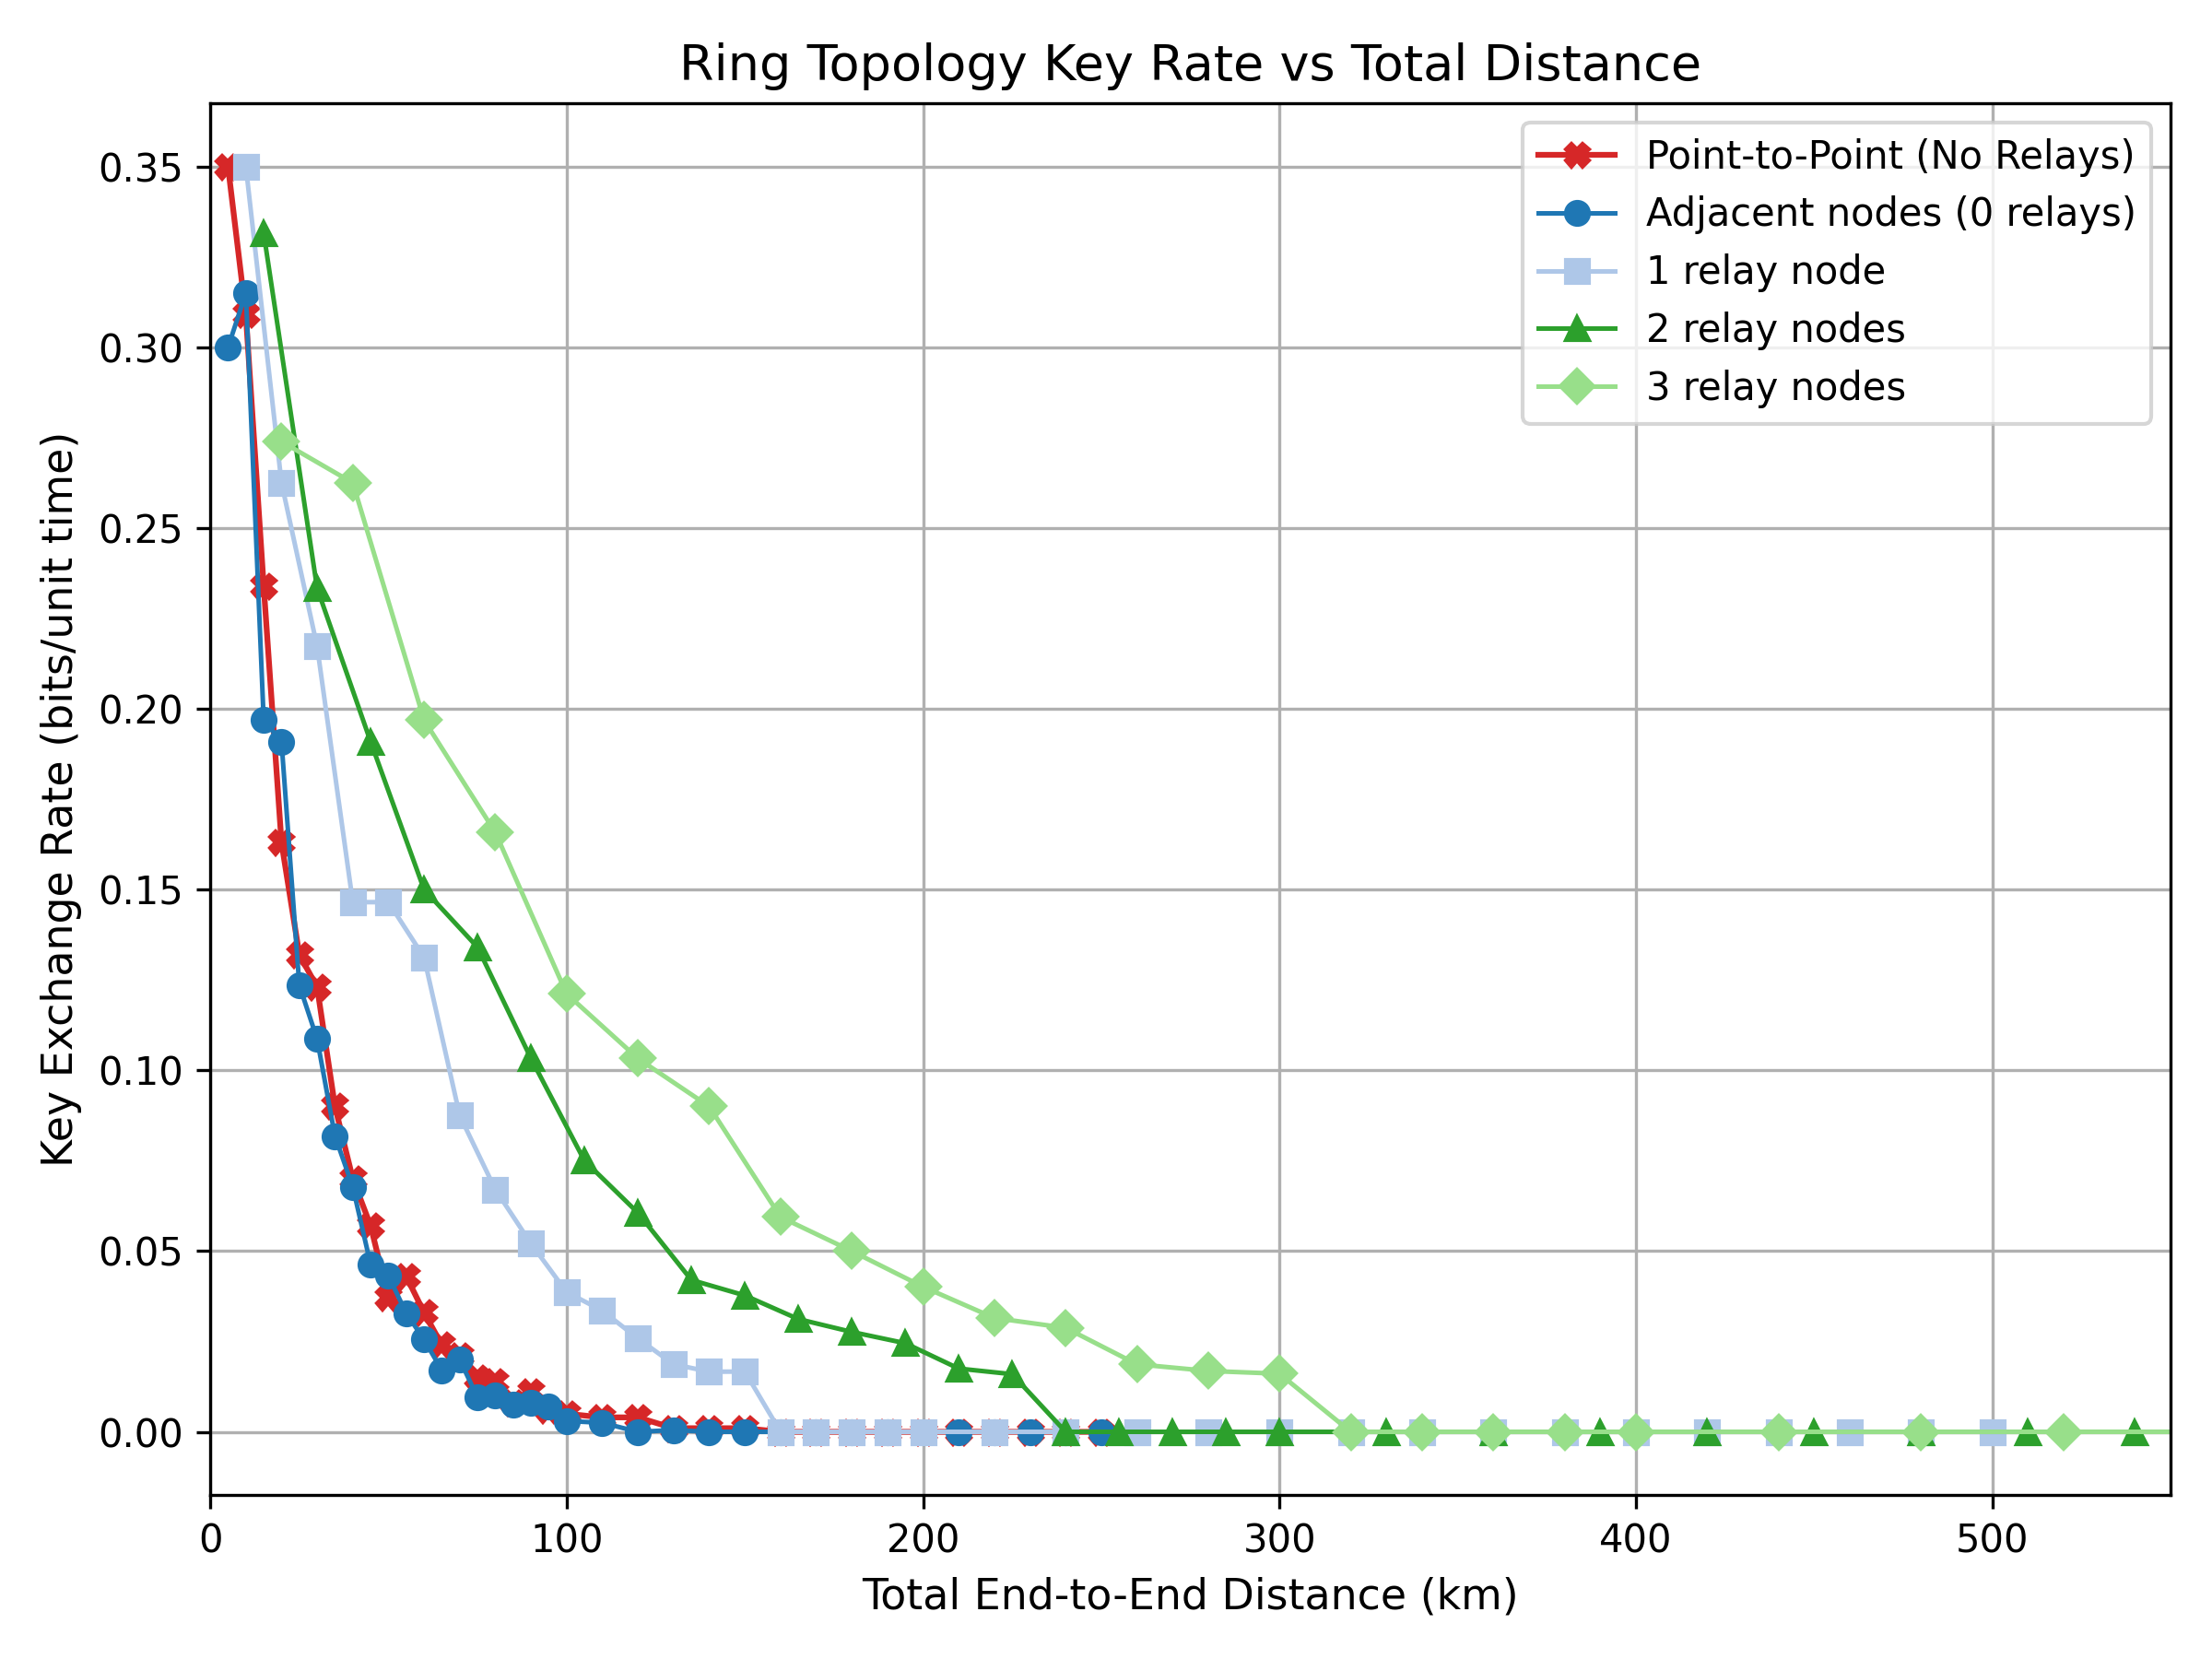 Ring Topology Key Rate vs Total Distance
Key Exchange Rate (bits/unit time)
0.35
0.30
0.25
0.20
0.15
0.10
0.05
0.00
Point-to-Point (No Relays)
Adjacent nodes (0 relays)
1 relay node
2 relay nodes
3 relay nodes
0 100 200 300 400 500
Total End-to-End Distance (km)